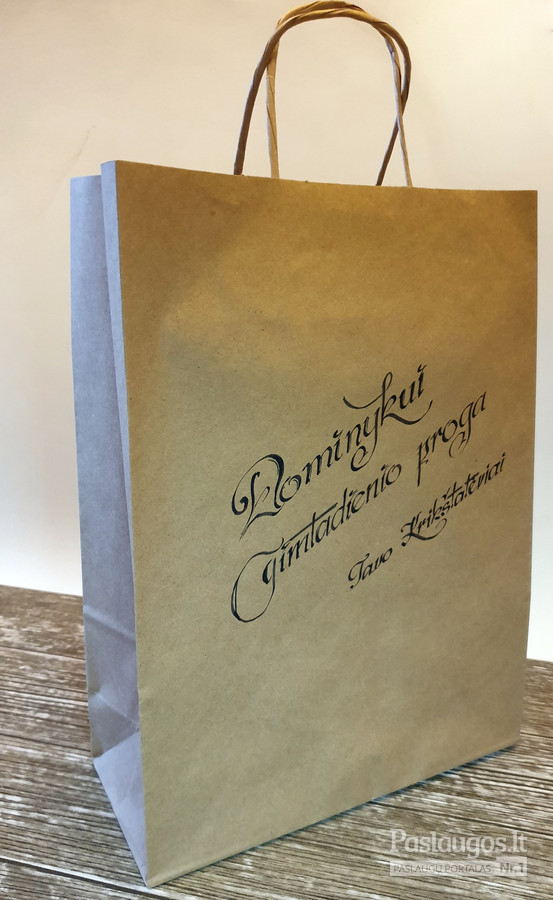 Dominykui
Gimtadienio proga
Tavo Krikštatėviai
Paslaugos.lt
PASLAUGŲ PORTALAS Nr.1